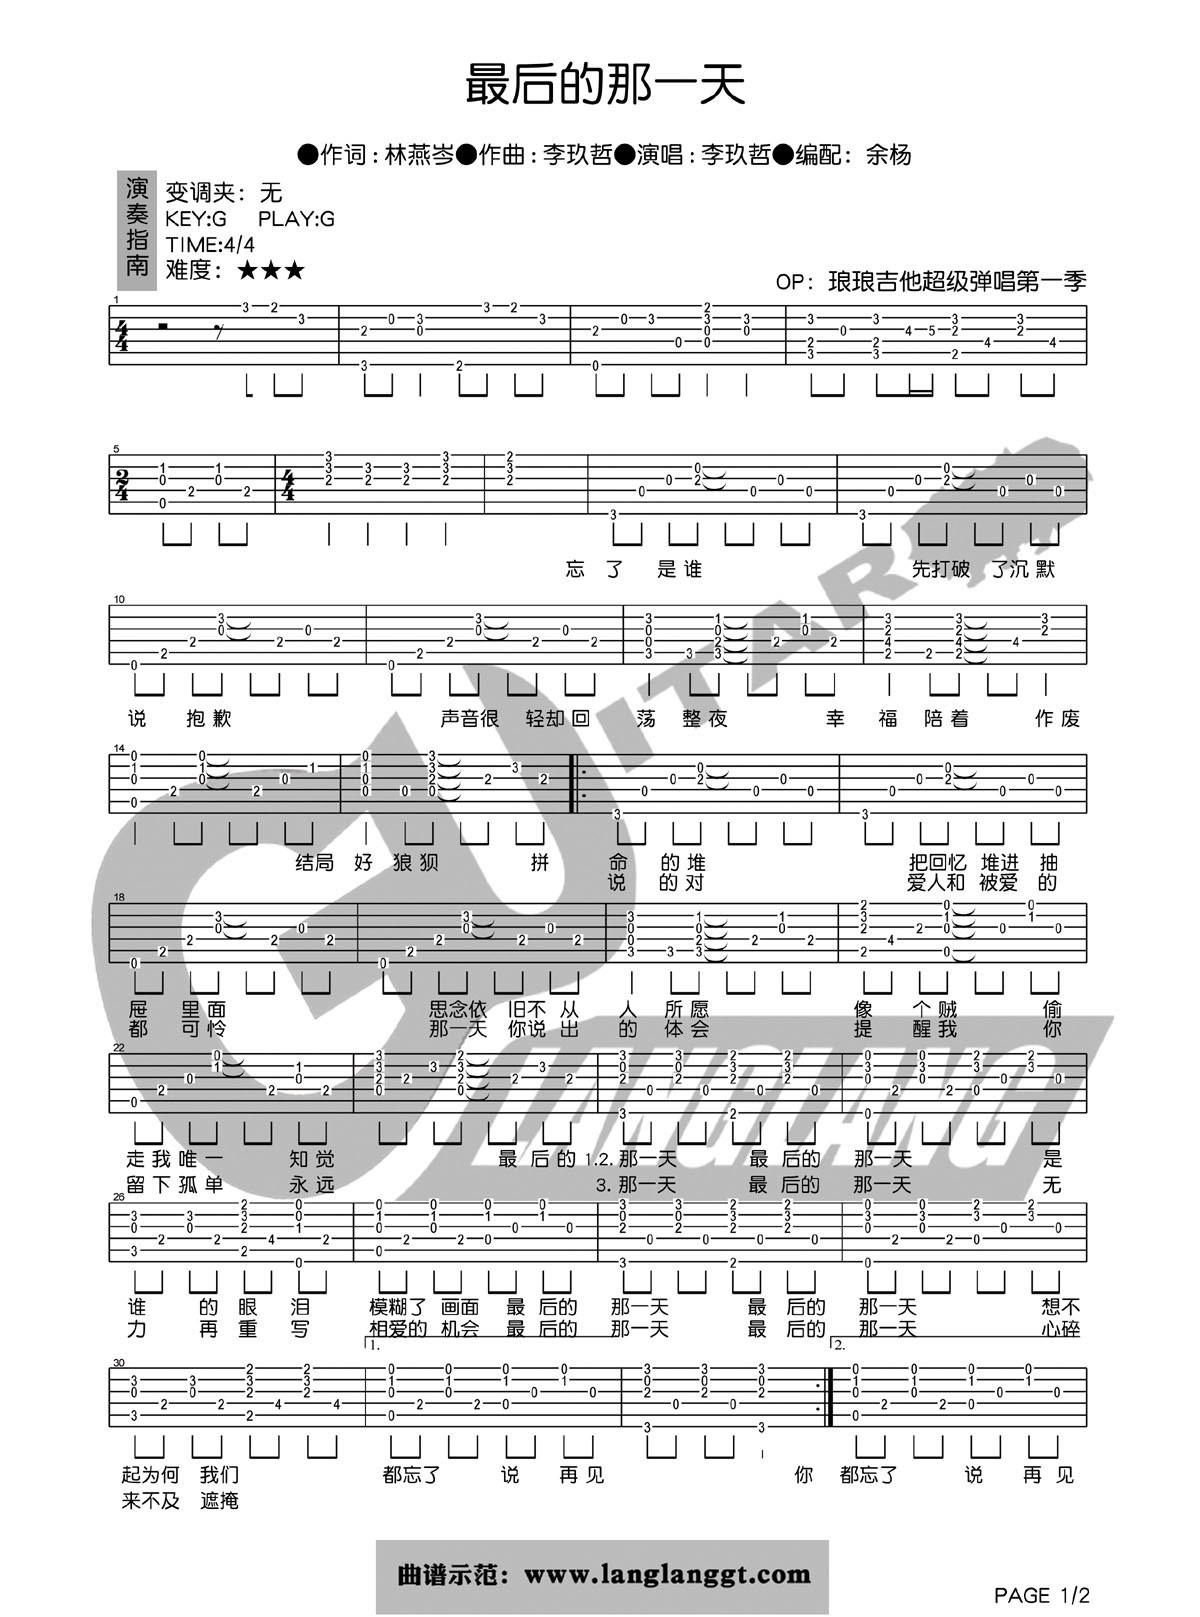 最后的那一天
●作词:林燕岑●作曲:李玖哲●演唱:李玖哲●编配：余杨
演奏指南
变调夹：无
KEY:G PLAY:G
TIME:4/4
难度：★★★
OP：琅琅吉他超级弹唱第一季
忘了是谁 先打破了沉默
说抱歉 声音很轻却回荡整夜 幸福陪着作废
结局好狼狈 拼命的堆 把回忆堆进抽
说的对 爱人和被爱的
屉里面 思念依旧不从人所愿 像个贼偷
都可怜 那一天你说出的体会 提醒我你
GUITAR
LANGLANG
走我唯一知觉 最后的1.2.那一天 最后的那一天 是
留下孤单永远 3.那一天 最后的那一天 无
谁的眼泪模糊了画面最后的那一天 最后的那一天 想不
力再重写相爱的机会最后的那一天 最后的那一天 心碎
1. 2.
起为何我们 都忘了说再见 你都忘了说再见
来不及遮掩
曲谱示范：www.langlanggt.com
PAGE 1/2